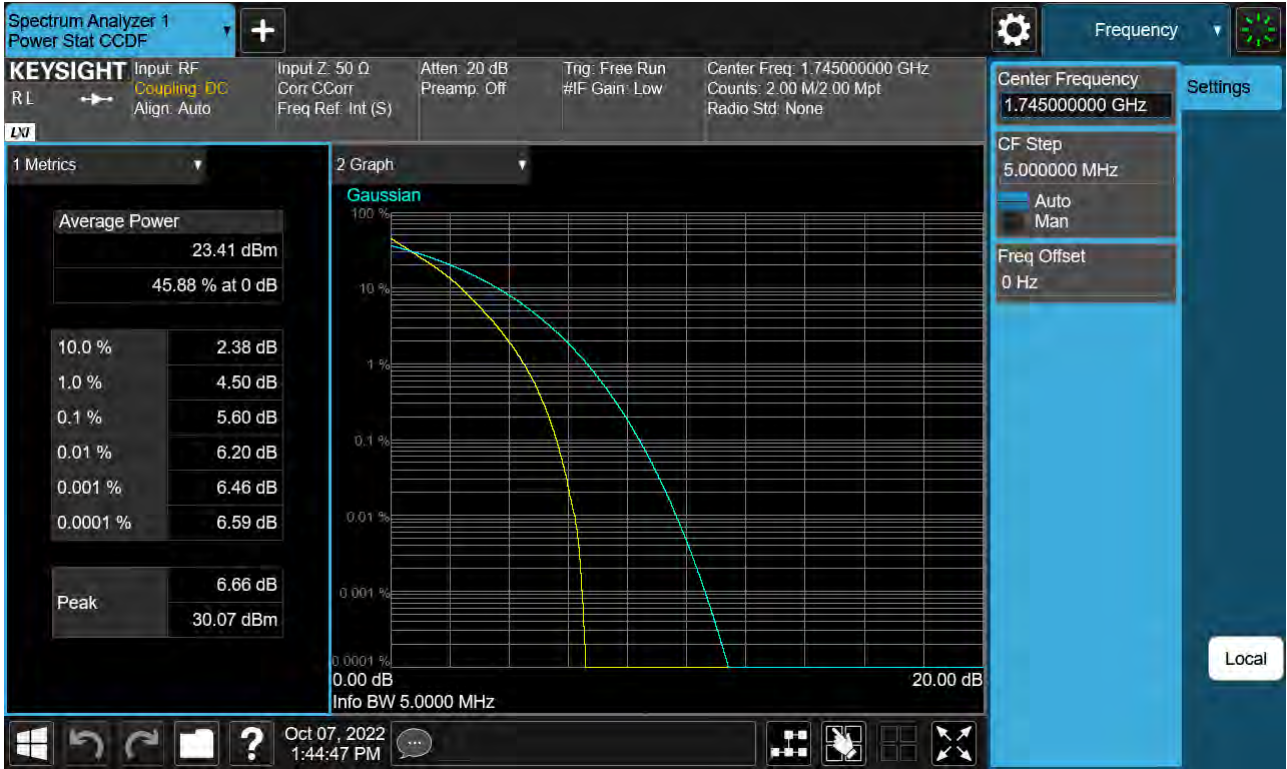 Spectrum Analyzer 1
Power Stat CCDF
Frequency
KEYSIGHT
R L
LXI
Input: RF
Coupling: DC
Align: Auto
Input Z: 50 Ω
Corr CCorr
Freq Ref: Int (S)
Atten: 20 dB
Preamp: Off
Trig: Free Run
#IF Gain: Low
Center Freq: 1.745000000 GHz
Counts: 2.00 M/2.00 Mpt
Radio Std: None
Center Frequency
1.745000000 GHz
Settings
CF Step
5.000000 MHz
Auto
Man
Freq Offset
0 Hz
1 Metrics
Average Power
23.41 dBm
45.88 % at 0 dB
10.0 % 2.38 dB
1.0 % 4.50 dB
0.1 % 5.60 dB
0.01 % 6.20 dB
0.001 % 6.46 dB
0.0001 % 6.59 dB
Peak
6.66 dB
30.07 dBm
2 Graph
Gaussian
100 %
10 %
1 %
0.1 %
0.01 %
0.001 %
0.0001 %
0.00 dB 20.00 dB
Info BW 5.0000 MHz
Local
?
Oct 07, 2022
1:44:47 PM